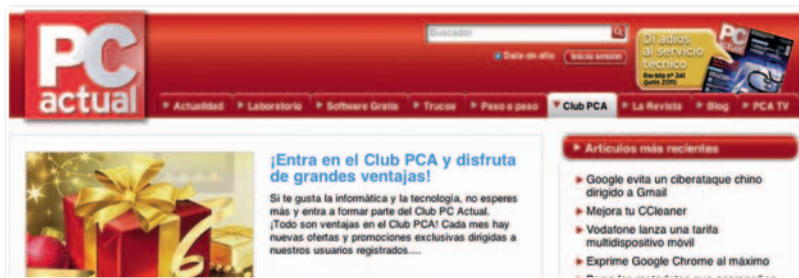 PC
actual
Buscador
Date de alta Inicia sesión
Di adiós
al servicio
técnico
Revista nº 241
(junio 2011)
Actualidad Laboratorio Software Gratis Trucos Paso a paso Club PCA La Revista Blog PCA TV
¡Entra en el Club PCA y disfruta
de grandes ventajas!
Si te gusta la informática y la tecnología, no esperes
más y entra a formar parte del Club PC Actual.
¡Todo son ventajas en el Club PCA! Cada mes hay
nuevas ofertas y promociones exclusivas dirigidas a
nuestros usuarios registrados....
Artículos más recientes
Google evita un ciberataque chino
dirigido a Gmail
Mejora tu CCleaner
Vodafone lanza una tarifa
multidispositivo móvil
Exprime Google Chrome al máximo